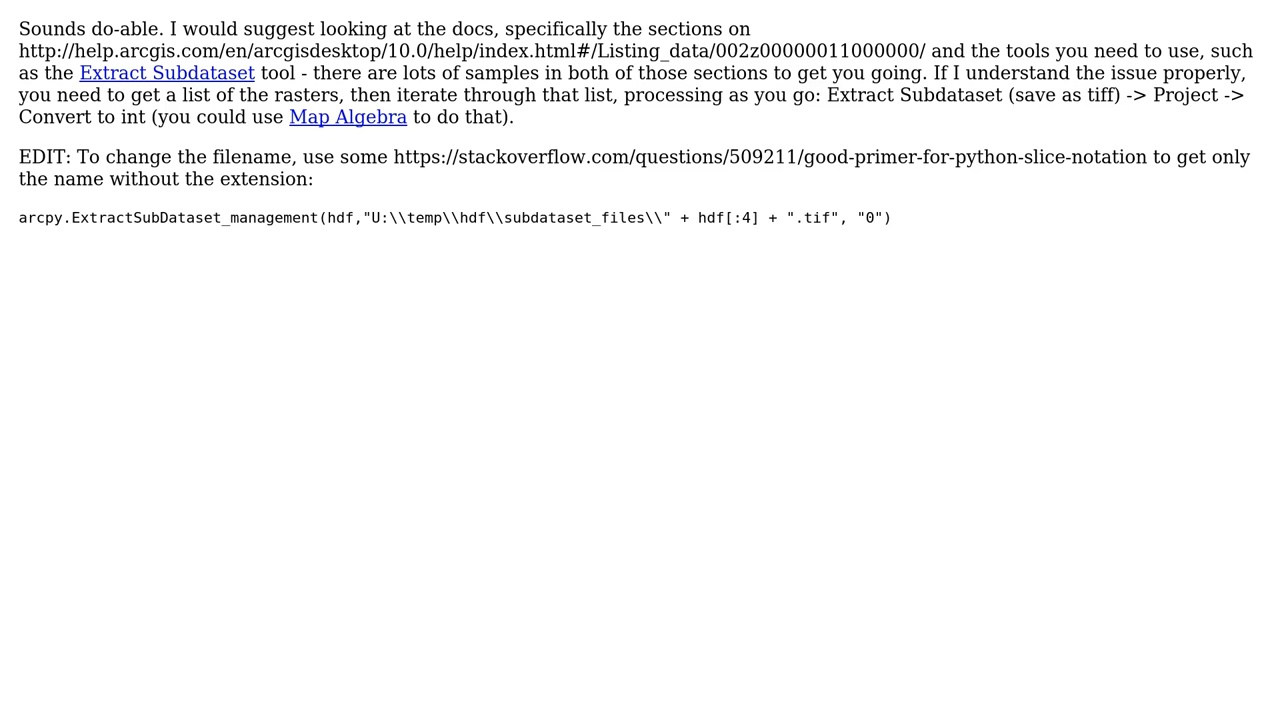 Sounds do-able. I would suggest looking at the docs, specifically the sections on
http://help.arcgis.com/en/arcgisdesktop/10.0/help/index.html#/Listing_data/002z00000011000000/ and the tools you need to use, such
as the Extract Subdataset tool - there are lots of samples in both of those sections to get you going. If I understand the issue properly,
you need to get a list of the rasters, then iterate through that list, processing as you go: Extract Subdataset (save as tiff) -> Project ->
Convert to int (you could use Map Algebra to do that).
EDIT: To change the filename, use some https://stackoverflow.com/questions/509211/good-primer-for-python-slice-notation to get only
the name without the extension:
arcpy.ExtractSubDataset_management(hdf,"U:\\temp\\hdf\\subdataset_files\\" + hdf[:4] + ".tif", "0")